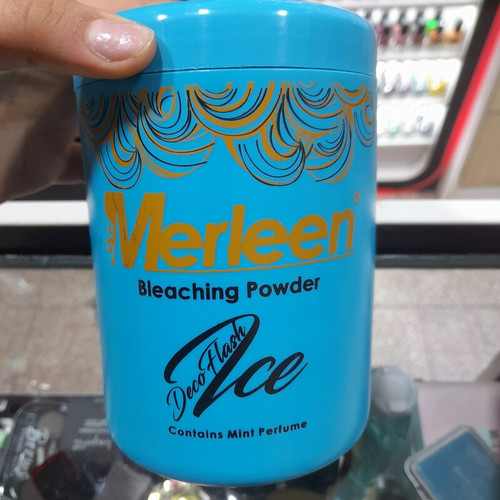 Merleen®
Bleaching Powder
Deco Flash
Ice
Contains Mint Perfume